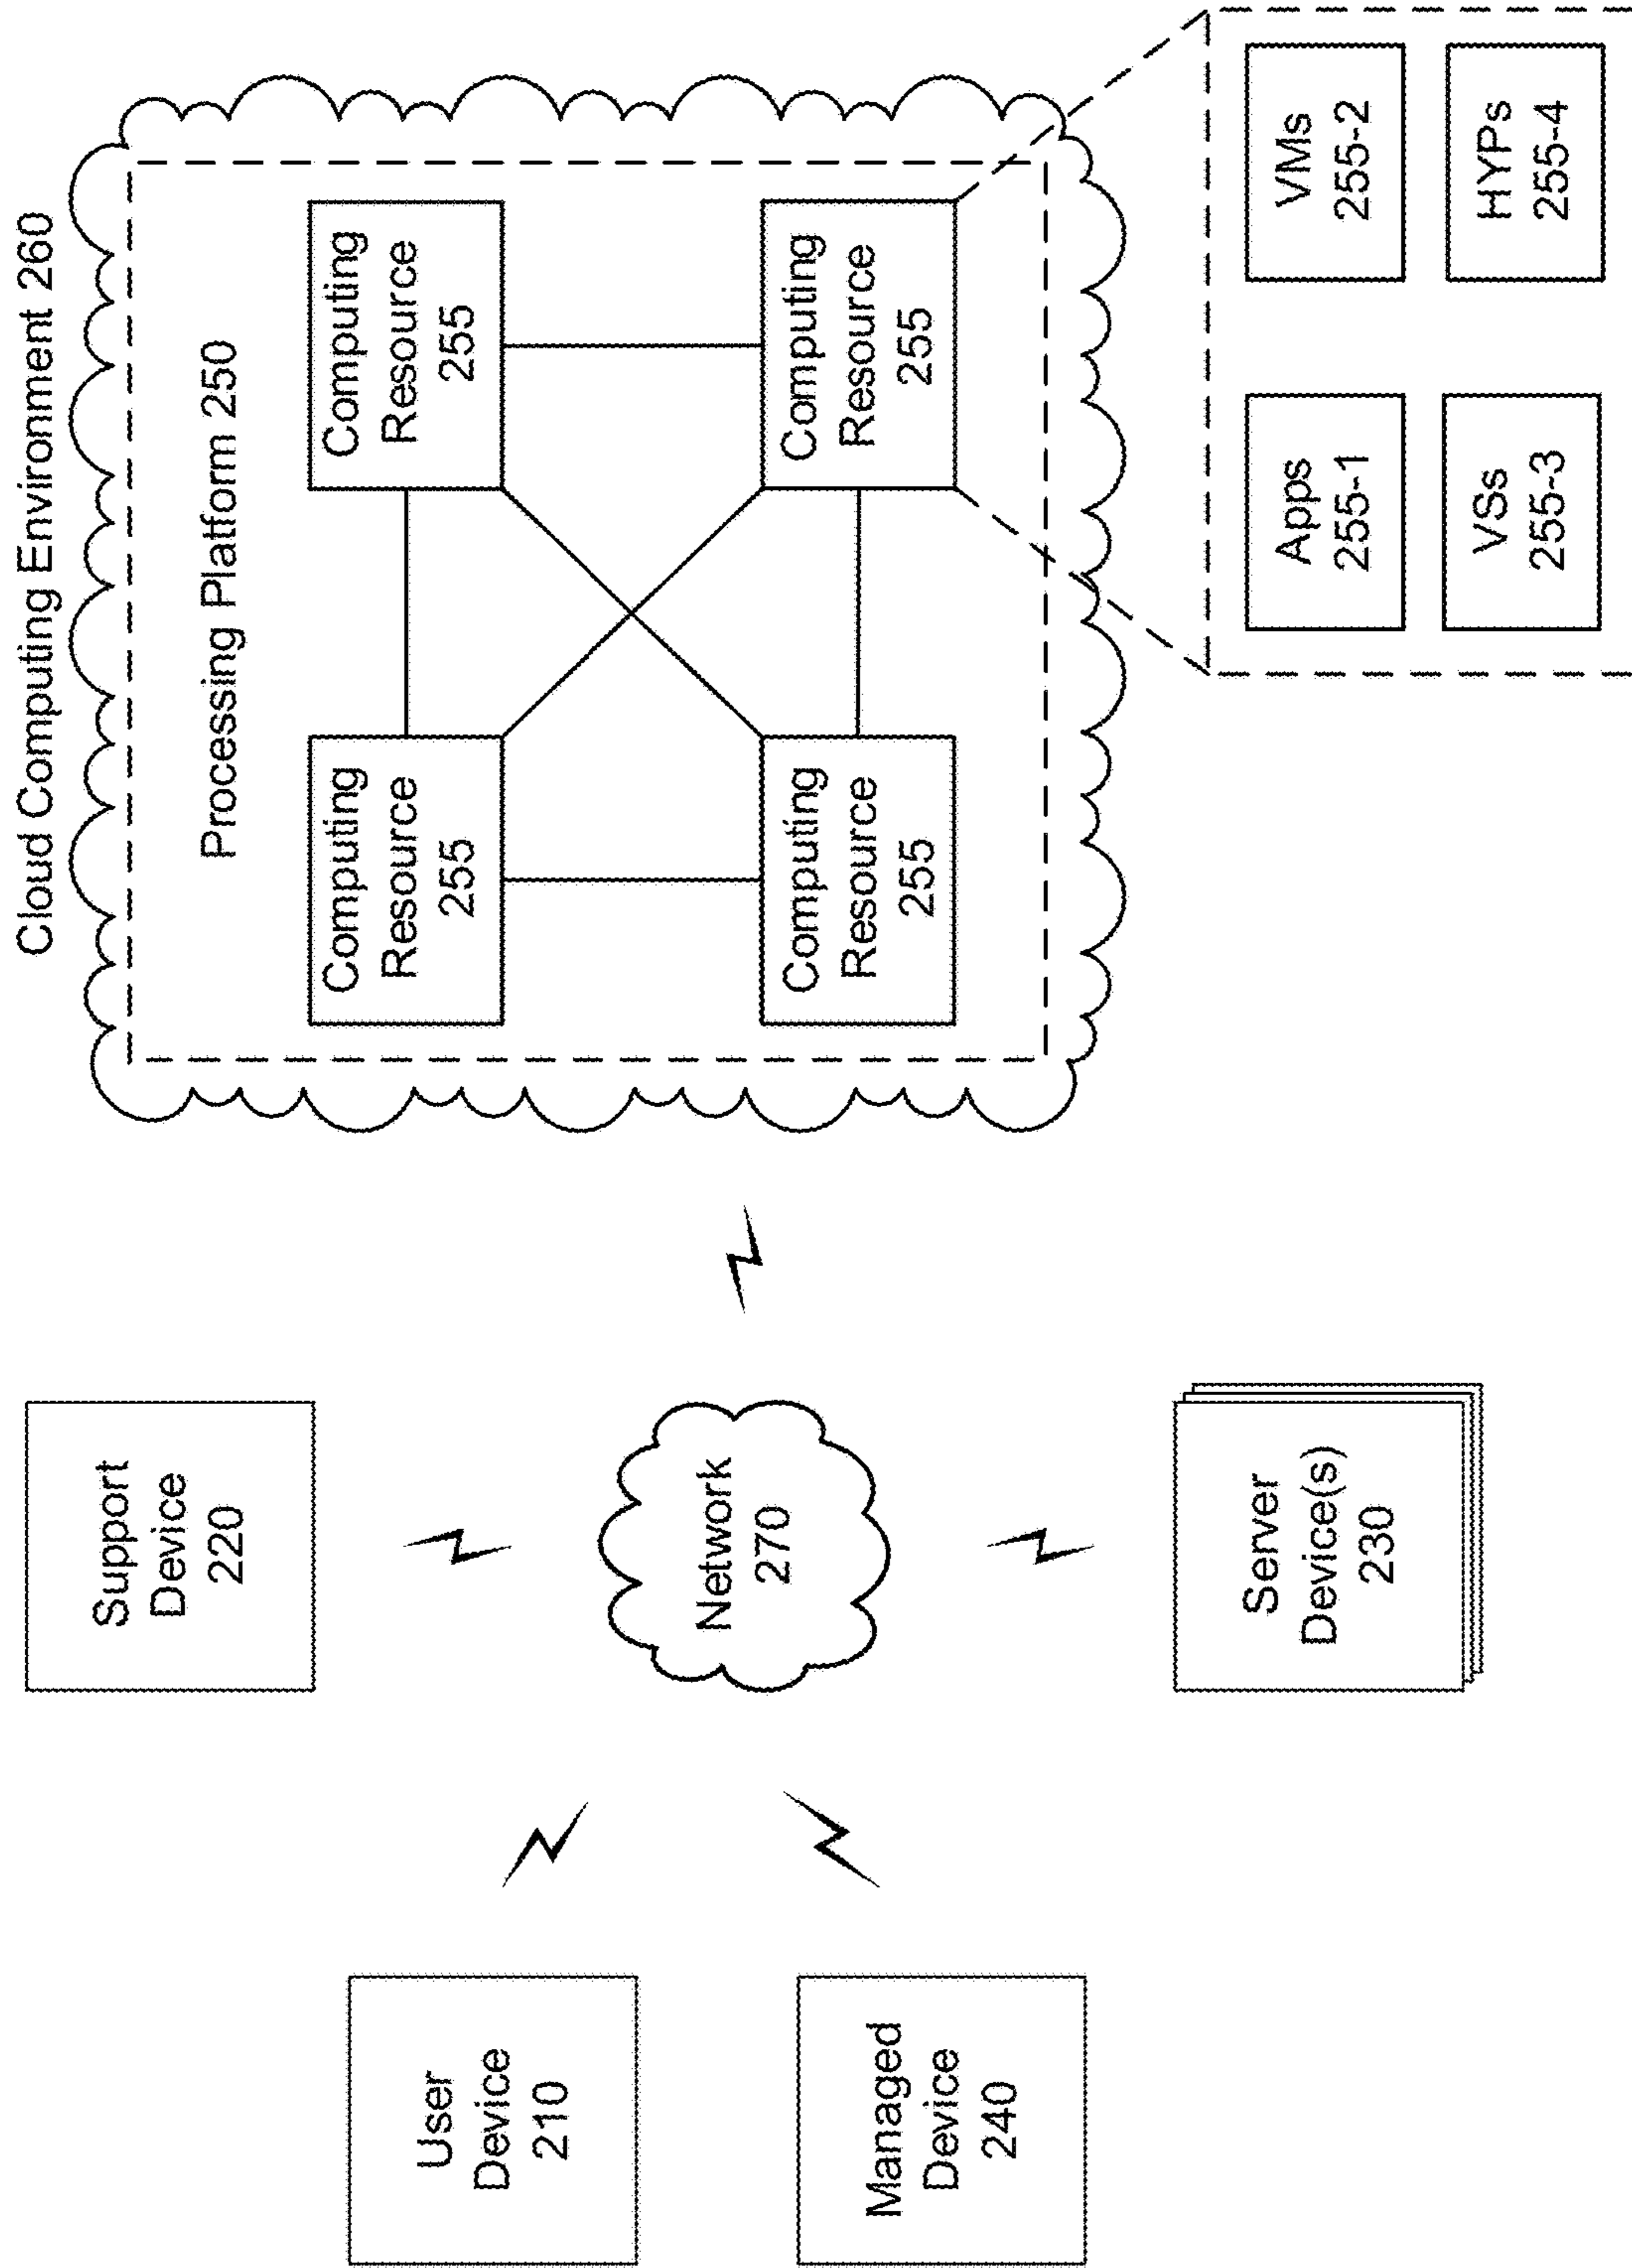 Cloud Computing Environment 260
Processing Platform 250
Computing
Resource
255
Computing
Resource
255
Computing
Resource
255
Computing
Resource
255
Apps
255-1
VMs
255-2
VSs
255-3
HYPs
255-4
Support
Device
220
Network
270
Server
Device(s)
230
User
Device
210
Managed
Device
240